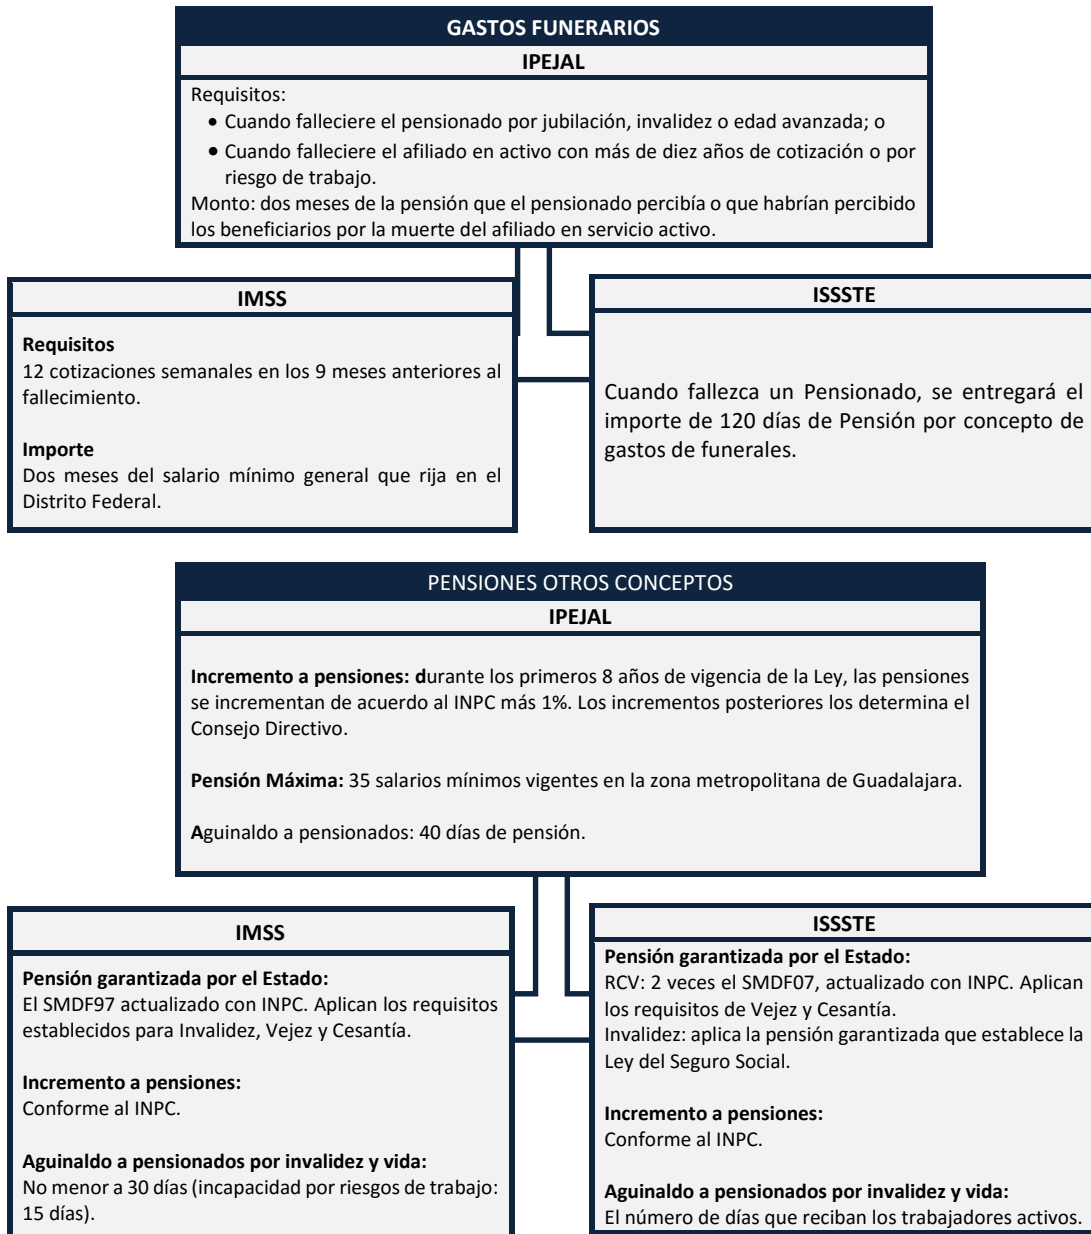 GASTOS FUNERARIOS
IPEJAL
Requisitos:
• Cuando falleciere el pensionado por jubilación, invalidez o edad avanzada; o
• Cuando falleciere el afiliado en activo con más de diez años de cotización o por
riesgo de trabajo.
Monto: dos meses de la pensión que el pensionado percibía o que habrían percibido
los beneficiarios por la muerte del afiliado en servicio activo.
IMSS
Requisitos
12 cotizaciones semanales en los 9 meses anteriores al
fallecimiento.
Importe
Dos meses del salario mínimo general que rija en el
Distrito Federal.
ISSSTE
Cuando fallezca un Pensionado, se entregará el
importe de 120 días de Pensión por concepto de
gastos de funerales.
PENSIONES OTROS CONCEPTOS
IPEJAL
Incremento a pensiones: durante los primeros 8 años de vigencia de la Ley, las pensiones
se incrementan de acuerdo al INPC más 1%. Los incrementos posteriores los determina el
Consejo Directivo.
Pensión Máxima: 35 salarios mínimos vigentes en la zona metropolitana de Guadalajara.
Aguinaldo a pensionados: 40 días de pensión.
IMSS
Pensión garantizada por el Estado:
El SMDF97 actualizado con INPC. Aplican los requisitos
establecidos para Invalidez, Vejez y Cesantía.
Incremento a pensiones:
Conforme al INPC.
Aguinaldo a pensionados por invalidez y vida:
No menor a 30 días (incapacidad por riesgos de trabajo:
15 días).
ISSSTE
Pensión garantizada por el Estado:
RCV: 2 veces el SMDF07, actualizado con INPC. Aplican
los requisitos de Vejez y Cesantía.
Invalidez: aplica la pensión garantizada que establece la
Ley del Seguro Social.
Incremento a pensiones:
Conforme al INPC.
Aguinaldo a pensionados por invalidez y vida:
El número de días que reciban los trabajadores activos.